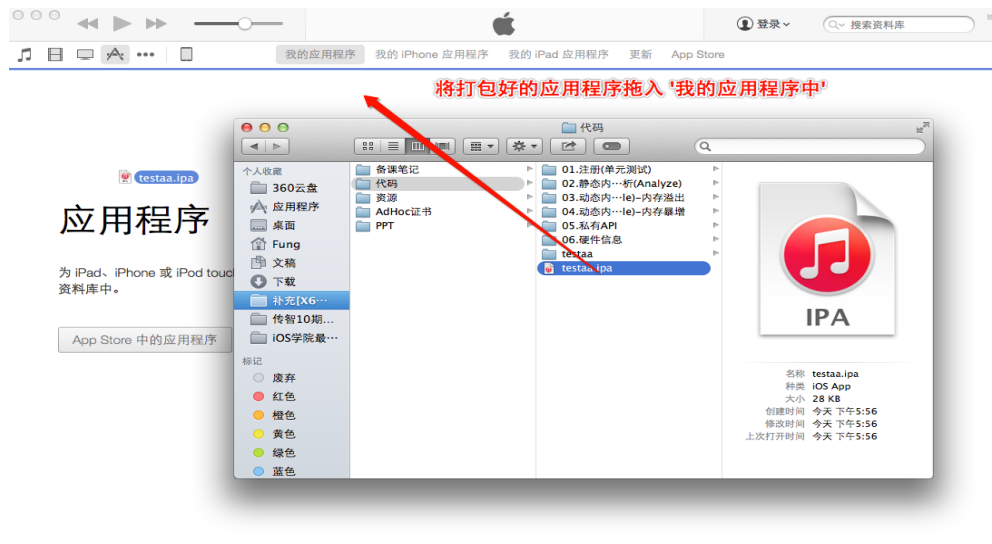 登录
搜索资料库
我的应用程序 我的 iPhone 应用程序 我的 iPad 应用程序 更新 App Store
将打包好的应用程序拖入 '我的应用程序中'
testaa.ipa
应用程序
为 iPad、iPhone 或 iPod touc
资料库中。
App Store 中的应用程序
代码
个人收藏
360云盘
应用程序
桌面
Fung
文稿
下载
补充[X6…
传智10期...
iOS学院最…
标记
废弃
红色
橙色
黄色
绿色
蓝色
备课笔记
代码
资源
AdHoc证书
PPT
01.注册(单元测试)
02.静态内…析(Analyze)
03.动态内…le)-内存溢出
04.动态内…le)-内存暴增
05.私有API
06.硬件信息
testaa
testaa.ipa
IPA
名称 testaa.ipa
种类 iOS App
大小 28 KB
创建时间 今天 下午5:56
修改时间 今天 下午5:56
上次打开时间 今天 下午5:56